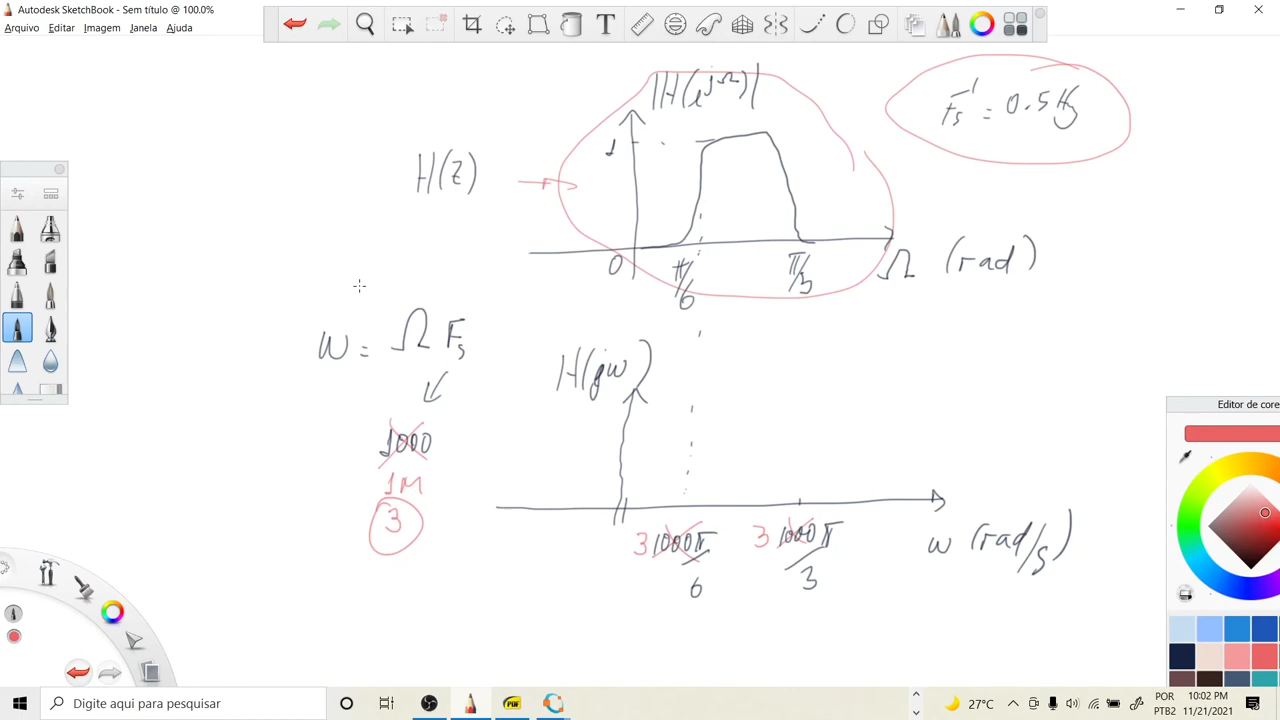 Autodesk SketchBook - Sem título @ 100.0%
Arquivo Editar Imagem Janela Ajuda
|H(e^jΩ)|
Fs^-1 = 0.5 Hz
1
H(z)
0
π/6
π/3
Ω (rad)
w = Ω Fs
H(jw)
1000
1M
3
3 1000π/6
3 1000π/3
w (rad/s)
Editor de core
Digite aqui para pesquisar
27°C
POR
PTB2
10:02 PM
11/21/2021